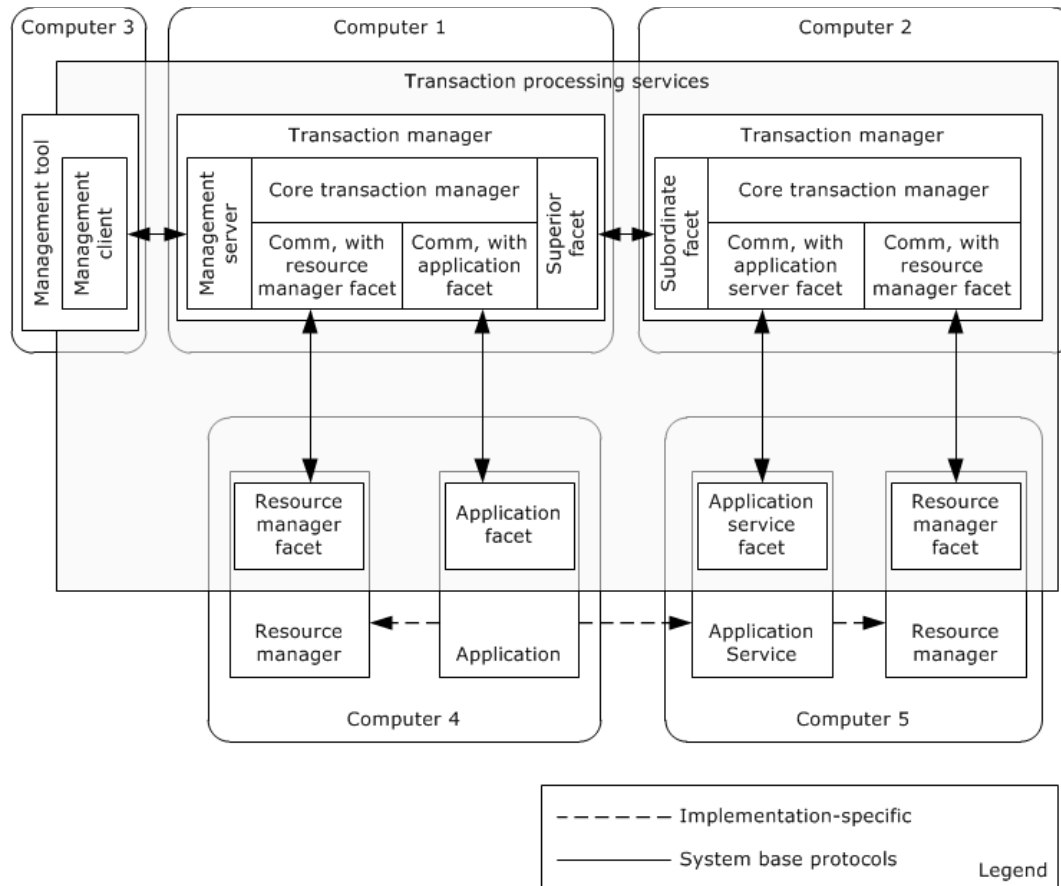 Computer 3
Computer 1
Computer 2
Transaction processing services
Management tool
Management
client
Transaction manager
Management
server
Core transaction manager
Comm, with
resource
manager facet
Comm, with
application
facet
Superior
facet
Transaction manager
Subordinate
facet
Core transaction manager
Comm, with
application
server facet
Comm, with
resource
manager facet
Resource
manager
facet
Application
facet
Application
service
facet
Resource
manager
facet
Resource
manager
Application
Application
Service
Resource
manager
Computer 4
Computer 5
Implementation-specific
System base protocols
Legend